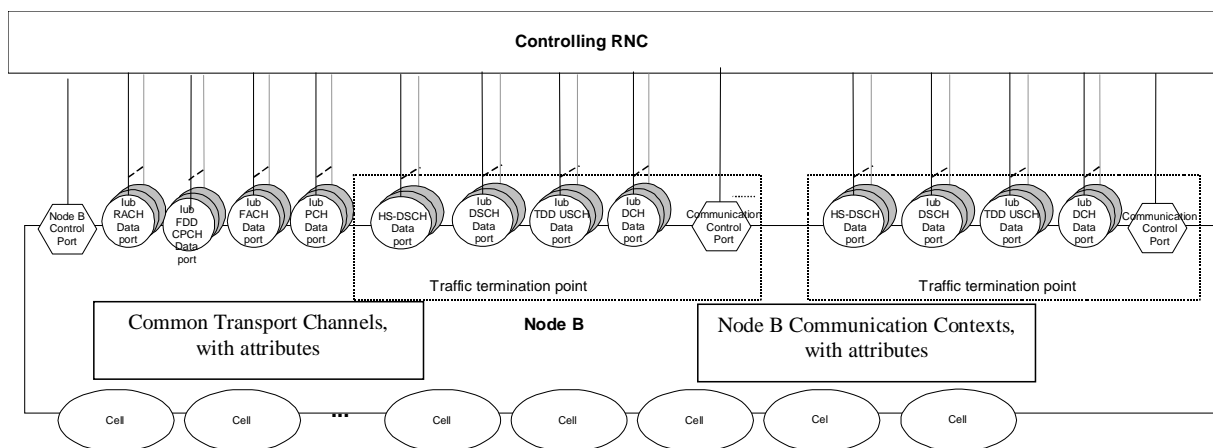 Controlling RNC
Node B
Control
Port
Iub
RACH
Data
port
Iub
FDD
CPCH
Data
port
Iub
FACH
Data
port
Iub
PCH
Data
port
HS-DSCH
Data
port
Iub
DSCH
Data
port
Iub
TDD USCH
Data
port
Iub
DCH
Data
port
Communication
Control
Port
HS-DSCH
Data
port
Iub
DSCH
Data
port
Iub
TDD USCH
Data
port
Iub
DCH
Data
port
Communication
Control
Port
Traffic termination point
Traffic termination point
Common Transport Channels,
with attributes
Node B
Node B Communication Contexts,
with attributes
Cell
Cell
...
Cell
Cell
Cell
Cel
Cell